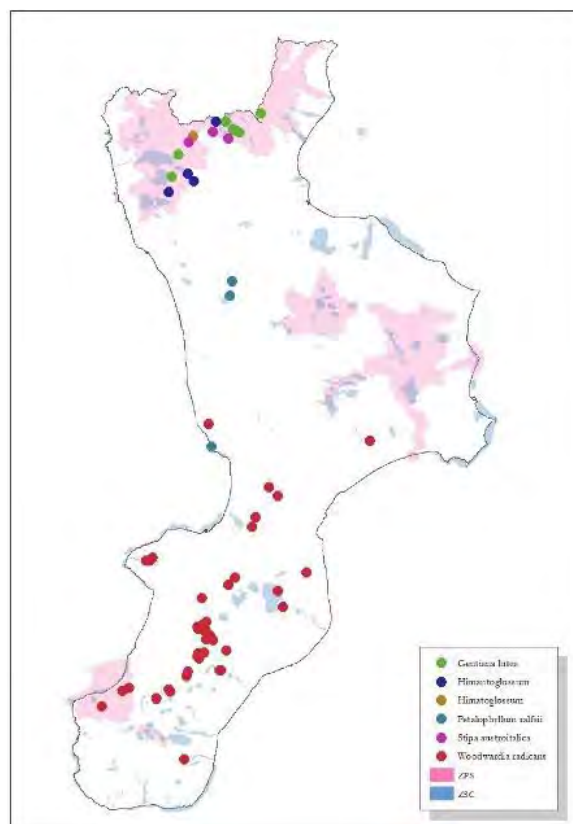 Gentiana lutea
Himantoglossum
Himatoglossum
Petalophyllum ralfsii
Stipa austroitalica
Woodwardia radicans
ZPS
ZSC